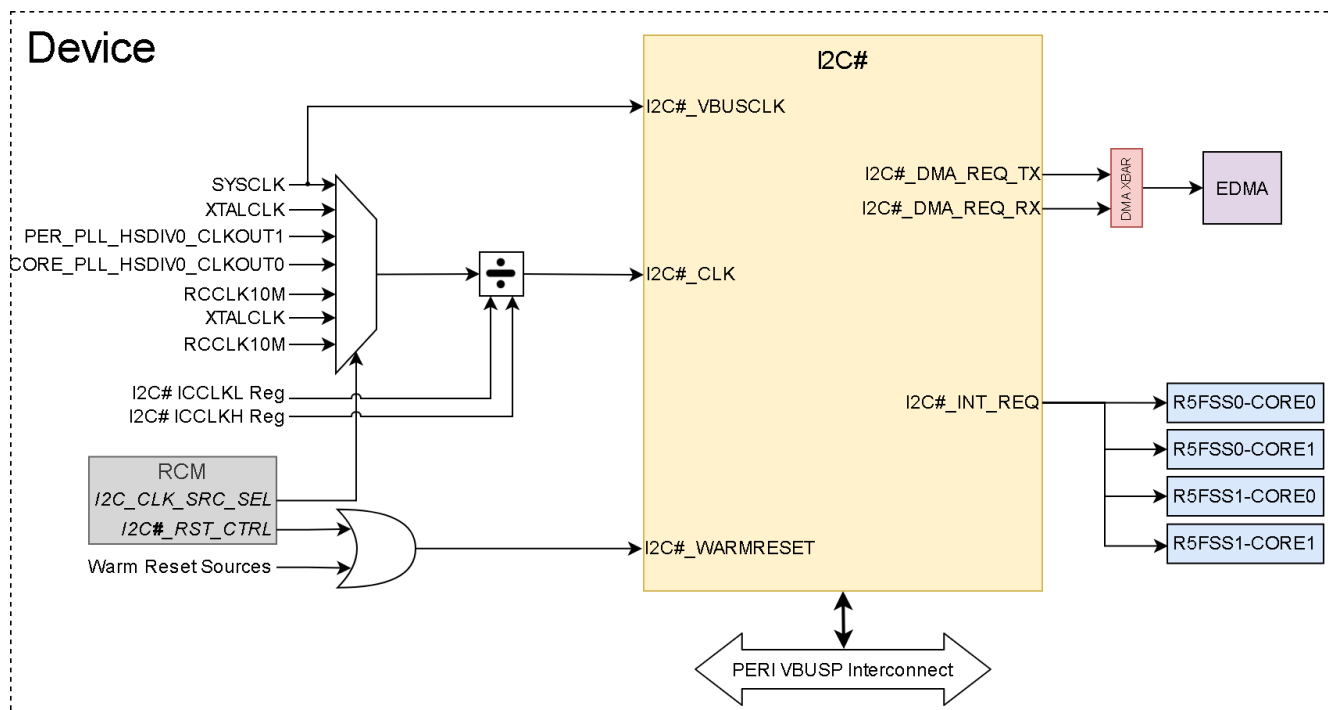 Device
I2C#
I2C#_VBUSCLK
SYSCLK
XTALCLK
PER_PLL_HSDIV0_CLKOUT1
CORE_PLL_HSDIV0_CLKOUT0
RCCLK10M
XTALCLK
RCCLK10M
I2C#_CLK
I2C# ICCLKL Reg
I2C# ICCLKH Reg
RCM
I2C_CLK_SRC_SEL
I2C#_RST_CTRL
Warm Reset Sources
I2C#_WARMRESET
I2C#_DMA_REQ_TX
I2C#_DMA_REQ_RX
DMA XBAR
EDMA
I2C#_INT_REQ
R5FSS0-CORE0
R5FSS0-CORE1
R5FSS1-CORE0
R5FSS1-CORE1
PERI VBUSP Interconnect